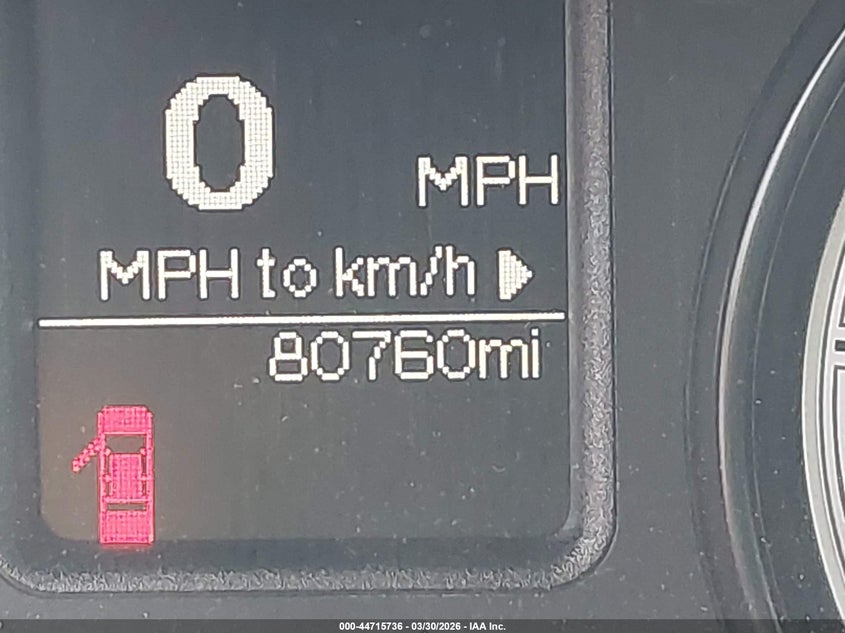 0
MPH
MPH to km/h
80760mi
000-44715736 - 03/30/2026 - IAA Inc.